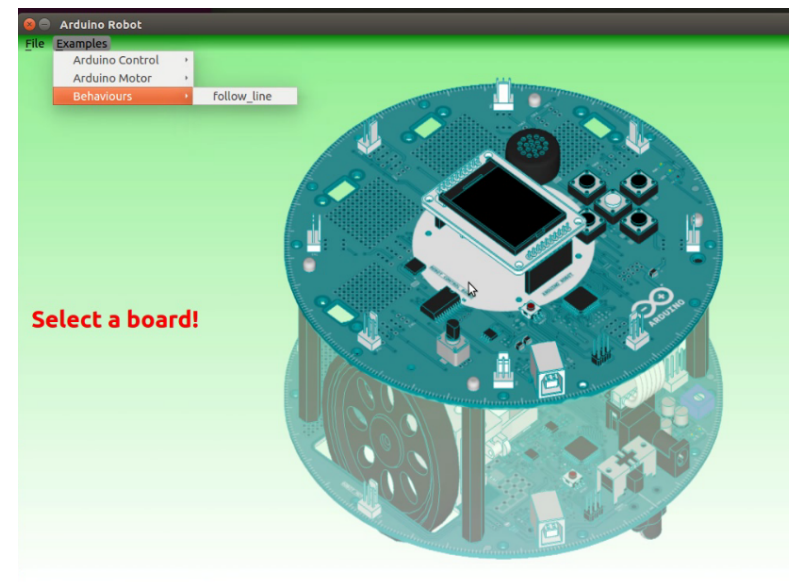 Arduino Robot
File Examples
Arduino Control
Arduino Motor
Behaviours follow_line
Select a board!
ARDUINO